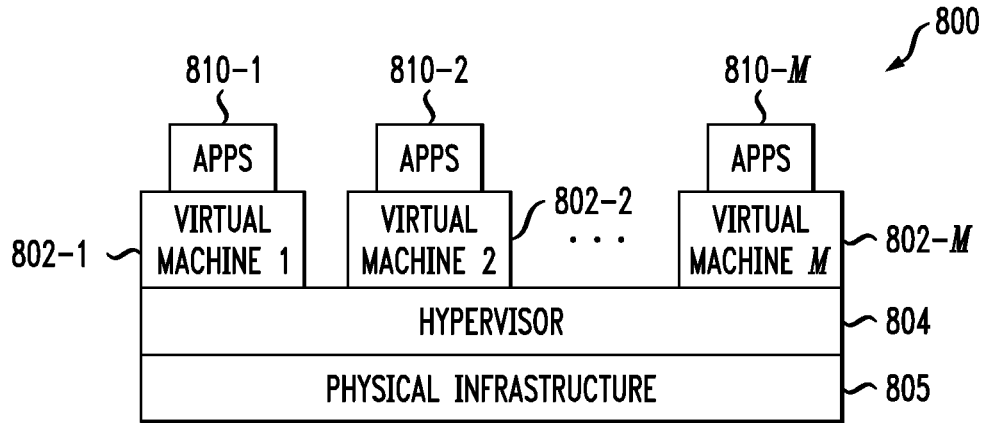 800
810-1
810-2
810-M
APPS
APPS
APPS
802-1
VIRTUAL
MACHINE 1
VIRTUAL
MACHINE 2
802-2
. . .
VIRTUAL
MACHINE M
802-M
HYPERVISOR
804
PHYSICAL INFRASTRUCTURE
805